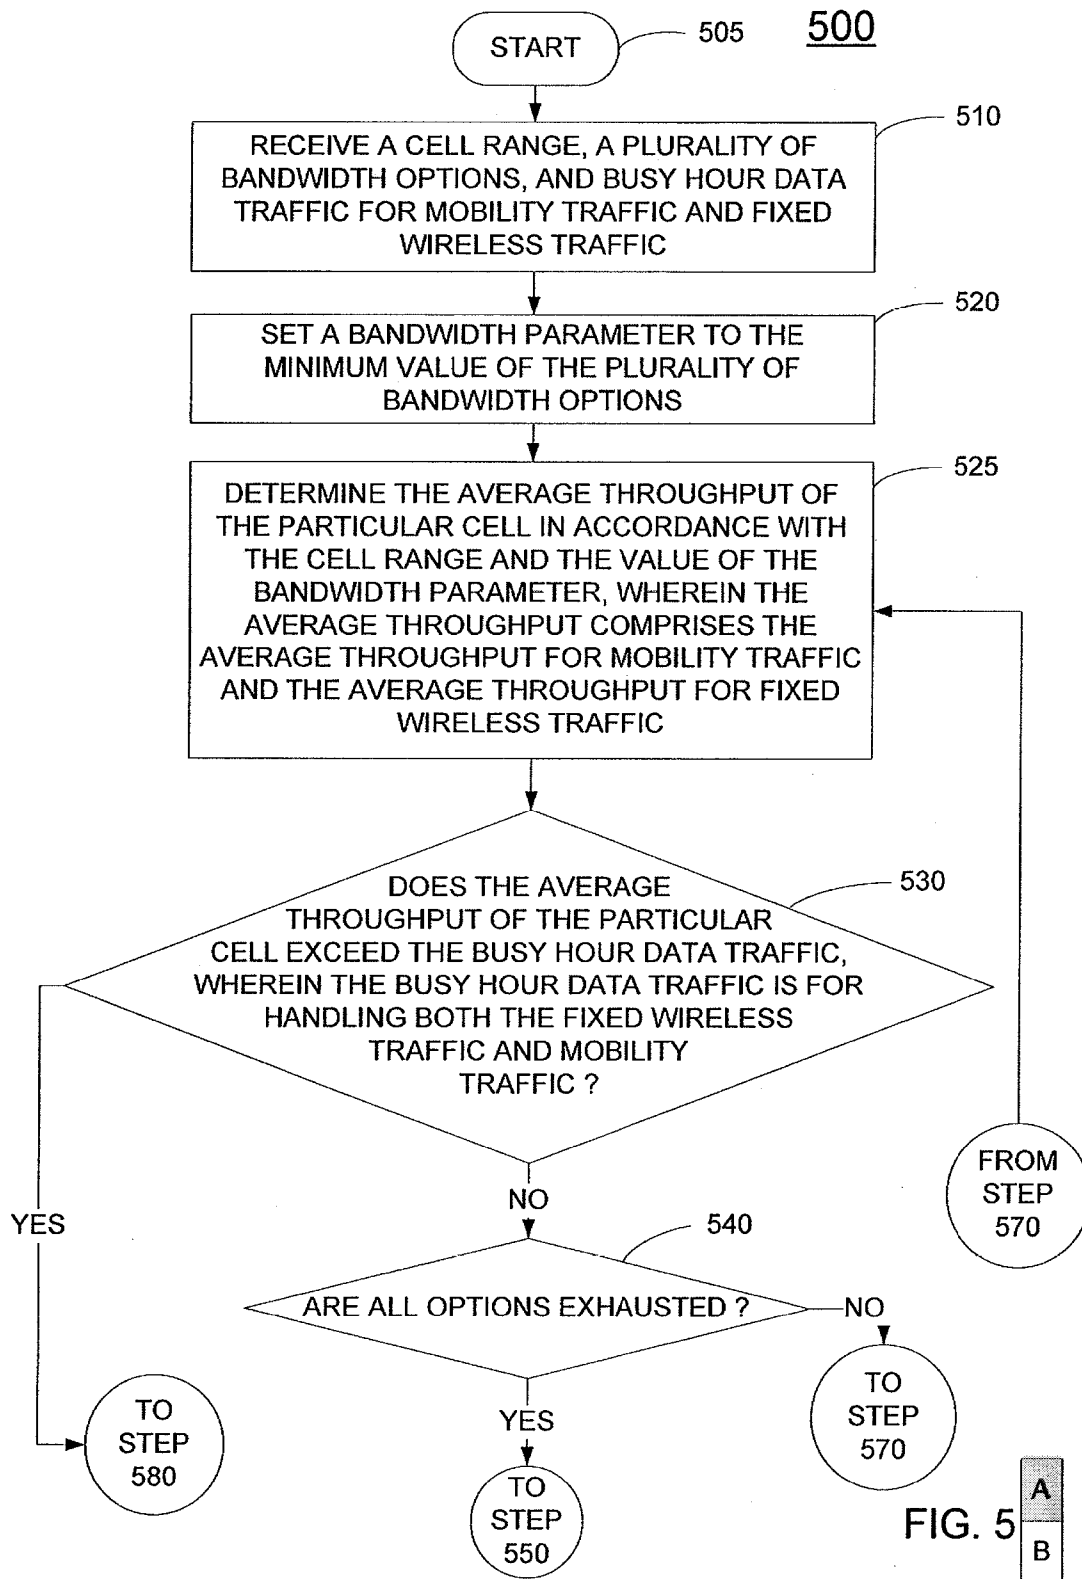 500
START
505
510
RECEIVE A CELL RANGE, A PLURALITY OF
BANDWIDTH OPTIONS, AND BUSY HOUR DATA
TRAFFIC FOR MOBILITY TRAFFIC AND FIXED
WIRELESS TRAFFIC
520
SET A BANDWIDTH PARAMETER TO THE
MINIMUM VALUE OF THE PLURALITY OF
BANDWIDTH OPTIONS
525
DETERMINE THE AVERAGE THROUGHPUT OF
THE PARTICULAR CELL IN ACCORDANCE WITH
THE CELL RANGE AND THE VALUE OF THE
BANDWIDTH PARAMETER, WHEREIN THE
AVERAGE THROUGHPUT COMPRISES THE
AVERAGE THROUGHPUT FOR MOBILITY TRAFFIC
AND THE AVERAGE THROUGHPUT FOR FIXED
WIRELESS TRAFFIC
530
DOES THE AVERAGE
THROUGHPUT OF THE PARTICULAR
CELL EXCEED THE BUSY HOUR DATA TRAFFIC,
WHEREIN THE BUSY HOUR DATA TRAFFIC IS FOR
HANDLING BOTH THE FIXED WIRELESS
TRAFFIC AND MOBILITY
TRAFFIC ?
FROM
STEP
570
YES
NO
540
ARE ALL OPTIONS EXHAUSTED ?
NO
TO
STEP
570
YES
TO
STEP
580
TO
STEP
550
FIG. 5
A
B